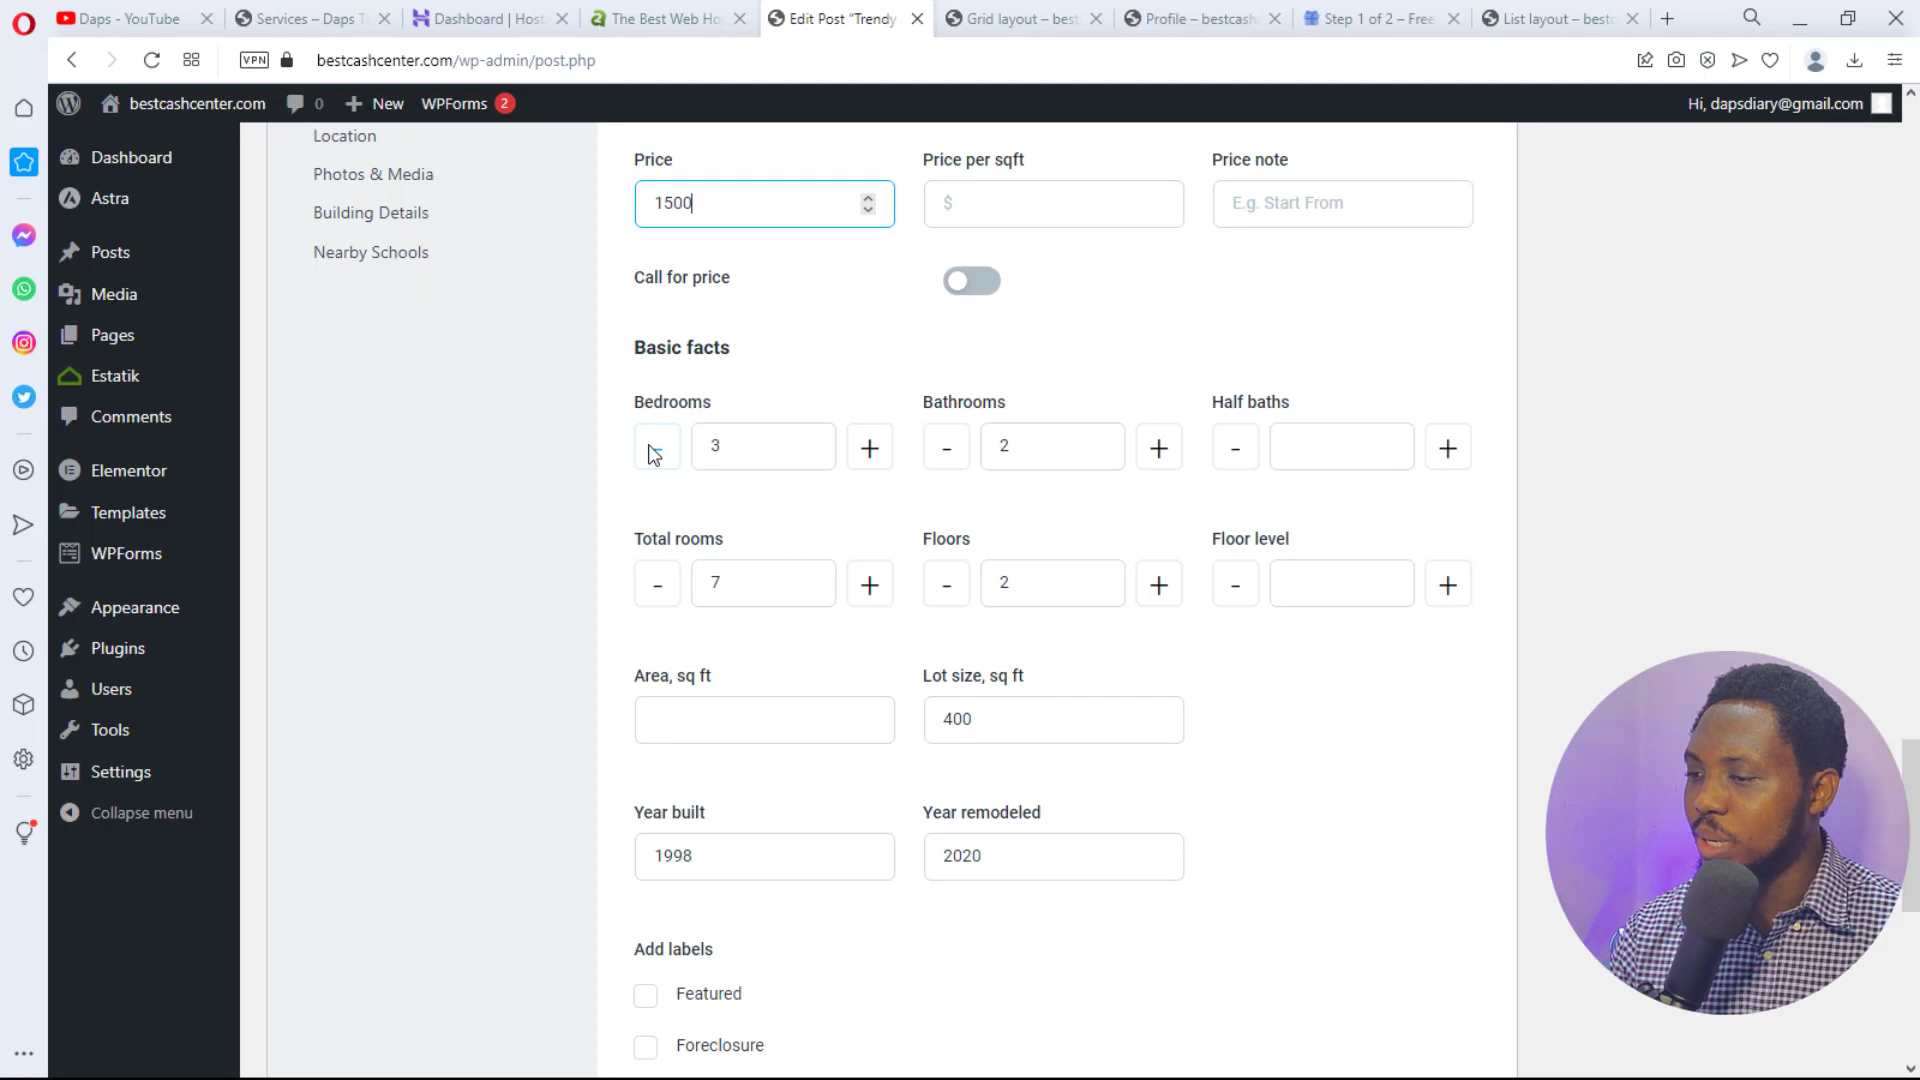 Daps - YouTube
Services – Daps T
Dashboard | Host
The Best Web Ho
Edit Post "Trendy
Grid layout – best
Profile – bestcash
Step 1 of 2 – Free
List layout – bestc
VPN
bestcashcenter.com/wp-admin/post.php
bestcashcenter.com
0
New
WPForms 2
Hi, dapsdiary@gmail.com
Dashboard
Astra
Posts
Media
Pages
Estatik
Comments
Elementor
Templates
WPForms
Appearance
Plugins
Users
Tools
Settings
Collapse menu
Location
Photos & Media
Building Details
Nearby Schools
Price
Price per sqft
Price note
1500
$
E.g. Start From
Call for price
Basic facts
Bedrooms
Bathrooms
Half baths
- 3 +
- 2 +
- +
Total rooms
Floors
Floor level
- 7 +
- 2 +
- +
Area, sq ft
Lot size, sq ft
400
Year built
Year remodeled
1998
2020
Add labels
Featured
Foreclosure